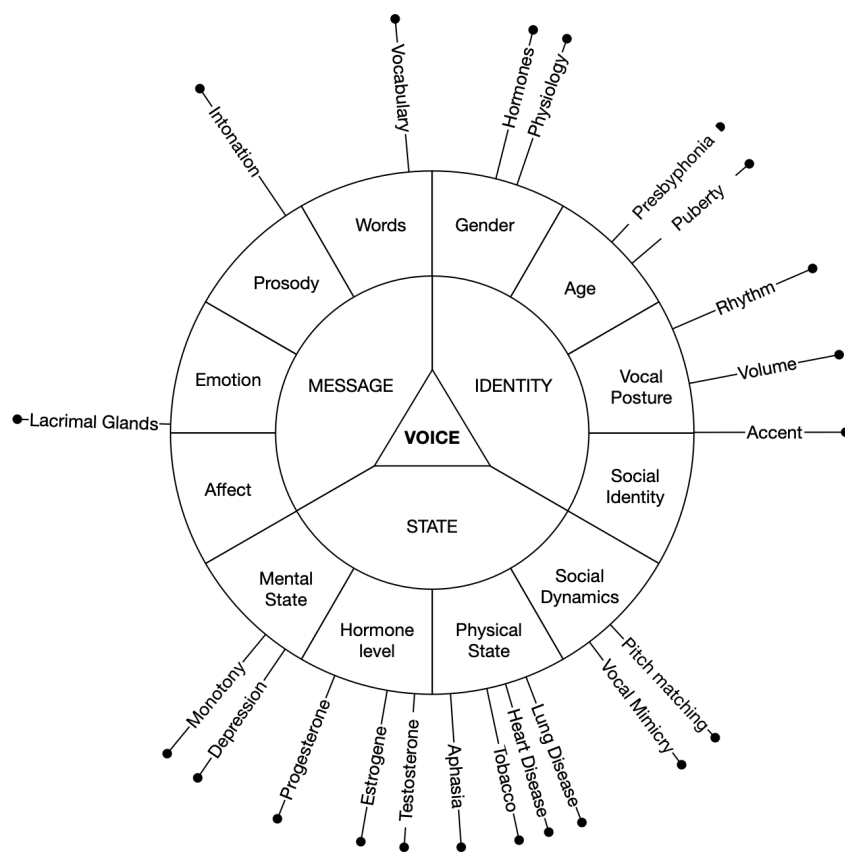 Vocabulary
Hormones
Physiology
Intonation
Presbyphonia
Puberty
Words
Gender
Prosody
Age
Rhythm
Emotion
MESSAGE
IDENTITY
Vocal
Posture
Volume
Lacrimal Glands
VOICE
Accent
Affect
Social
Identity
STATE
Mental
State
Hormone
level
Physical
State
Social
Dynamics
Monotony
Depression
Progesterone
Estrogene
Testosterone
Aphasia
Tobacco
Heart Disease
Lung Disease
Vocal Mimicry
Pitch matching